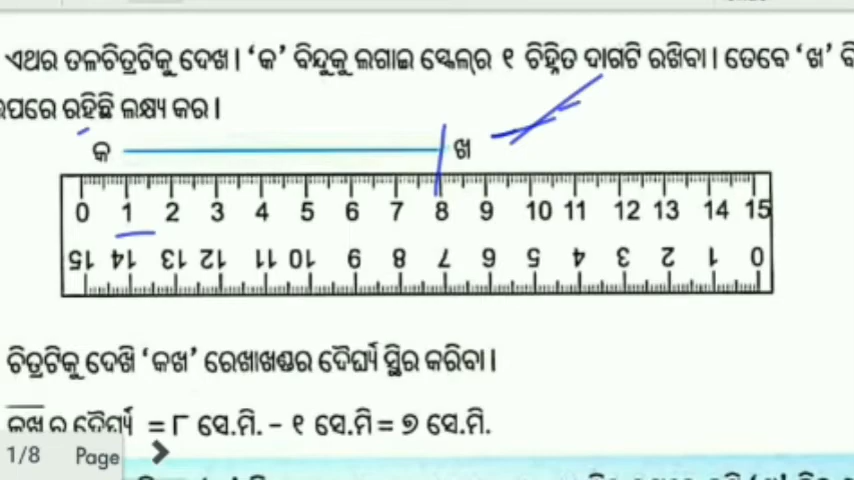 ଏଥର ତଳଚିତ୍ରଟିକୁ ଦେଖ। ‘କ’ ବିନ୍ଦୁକୁ ଲଗାଇ ସ୍କେଲ୍‌ର ୧ ଚିହ୍ନିତ ଦାଗଟି ରଖିବା। ତେବେ ‘ଖ’
ରହିଛି ଲକ୍ଷ୍ୟ କର।
କ ଖ
0 1 2 3 4 5 6 7 8 9 10 11 12 13 14 15
15 14 13 12 11 10 9 8 7 6 5 4 3 2 1 0
ଚିତ୍ରଟିକୁ ଦେଖି ‘କଖ’ ରେଖାଖଣ୍ଡର ଦୈର୍ଘ୍ୟ ସ୍ଥିର କରିବା।
କଖ ର ଦୈର୍ଘ୍ୟ = ୮ ସେ.ମି. - ୧ ସେ.ମି = ୭ ସେ.ମି.
1/8 Page